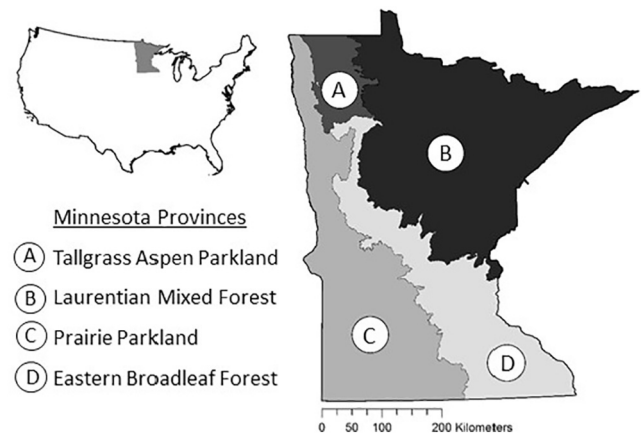 Minnesota Provinces
A Tallgrass Aspen Parkland
B Laurentian Mixed Forest
C Prairie Parkland
D Eastern Broadleaf Forest
A
B
C
D
0 50 100 200 Kilometers